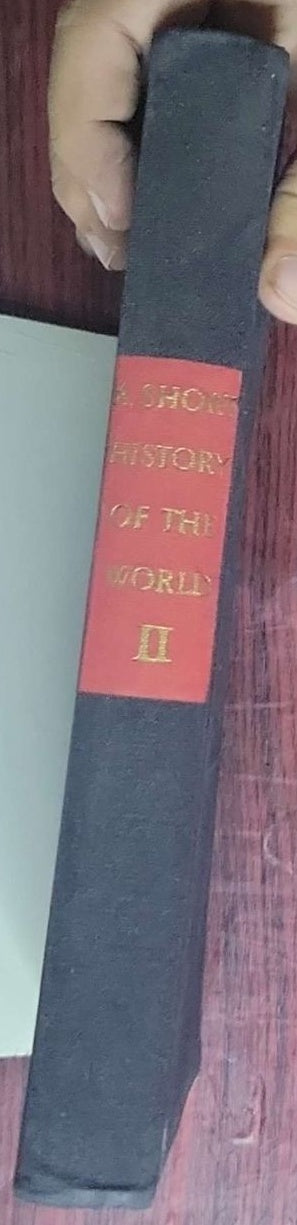 A SHORT
HISTORY
OF THE
WORLD
II